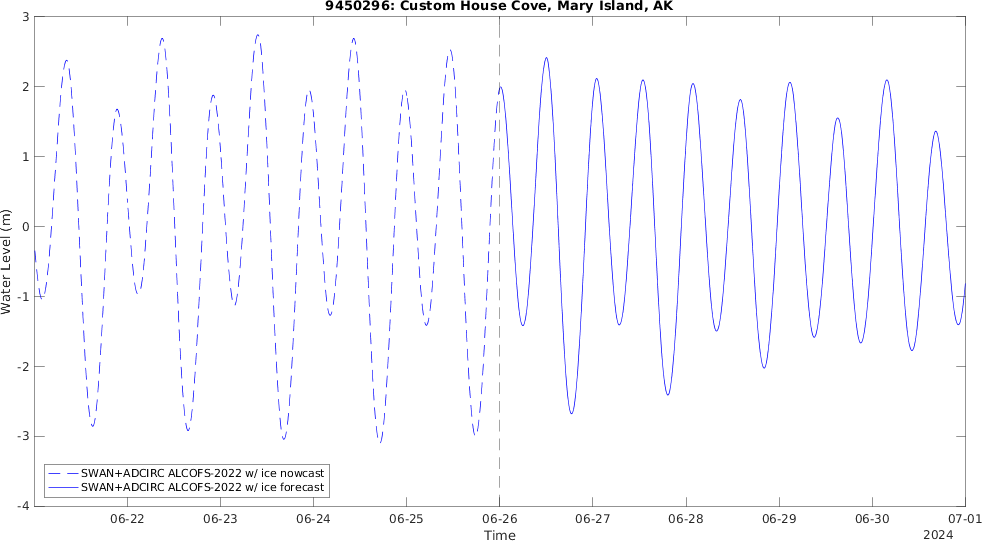 9450296: Custom House Cove, Mary Island, AK
3
2
1
0
-1
-2
-3
-4
Water Level (m)
SWAN+ADCIRC ALCOFS-2022 w/ ice nowcast
SWAN+ADCIRC ALCOFS-2022 w/ ice forecast
06-22 06-23 06-24 06-25 06-26 06-27 06-28 06-29 06-30 07-01
Time
2024